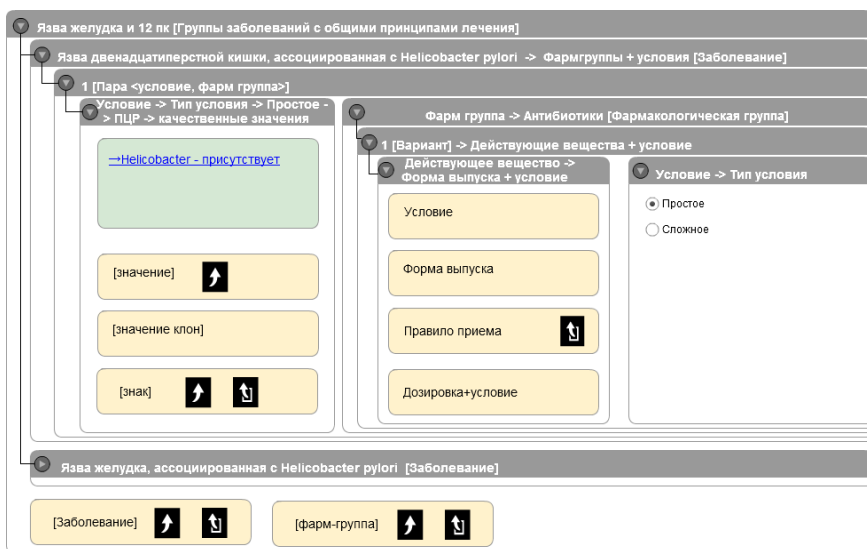 Язва желудка и 12 пк [Группы заболеваний с общими принципами лечения]
Язва двенадцатиперстной кишки, ассоциированная с Helicobacter pylori -> Фармгруппы + условия [Заболевание]
1 [Пара <условие, фарм группа>]
Условие -> Тип условия -> Простое -
> ПЦР -> качественные значения
→Helicobacter - присутствует
[значение]
[значение клон]
[знак]
Фарм группа -> Антибиотики [Фармакологическая группа]
1 [Вариант] -> Действующие вещества + условие
Действующее вещество ->
Форма выпуска + условие
Условие
Форма выпуска
Правило приема
Дозировка+условие
Условие -> Тип условия
Простое
Сложное
Язва желудка, ассоциированная с Helicobacter pylori [Заболевание]
[Заболевание]
[фарм-группа]